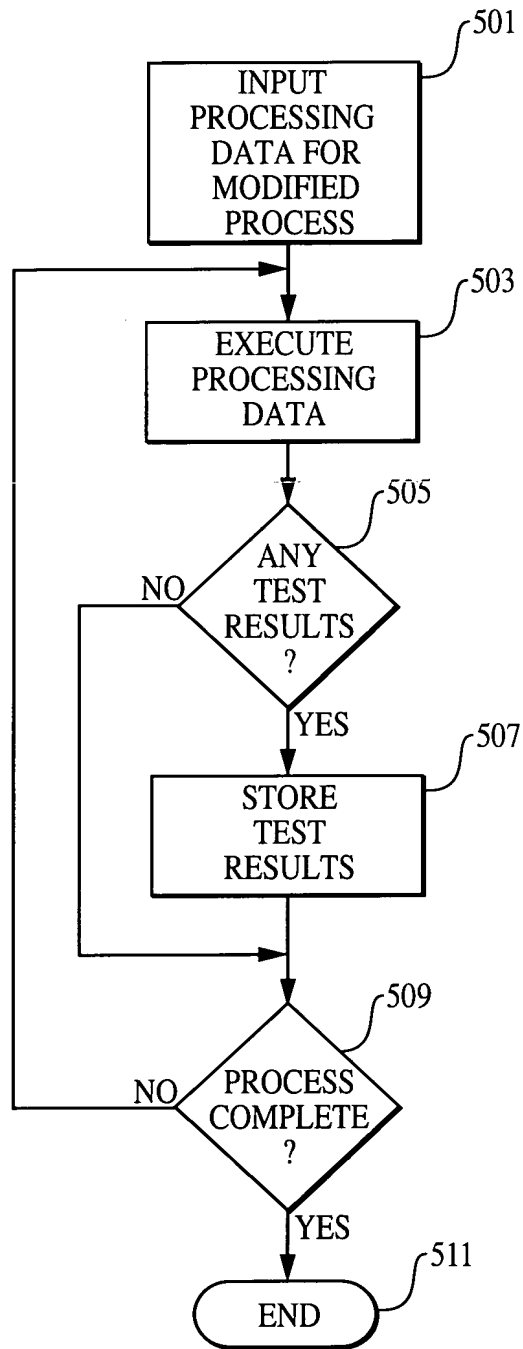 501
INPUT
PROCESSING
DATA FOR
MODIFIED
PROCESS
503
EXECUTE
PROCESSING
DATA
505
ANY
TEST
RESULTS
?
NO
YES
507
STORE
TEST
RESULTS
509
PROCESS
COMPLETE
?
NO
YES
511
END